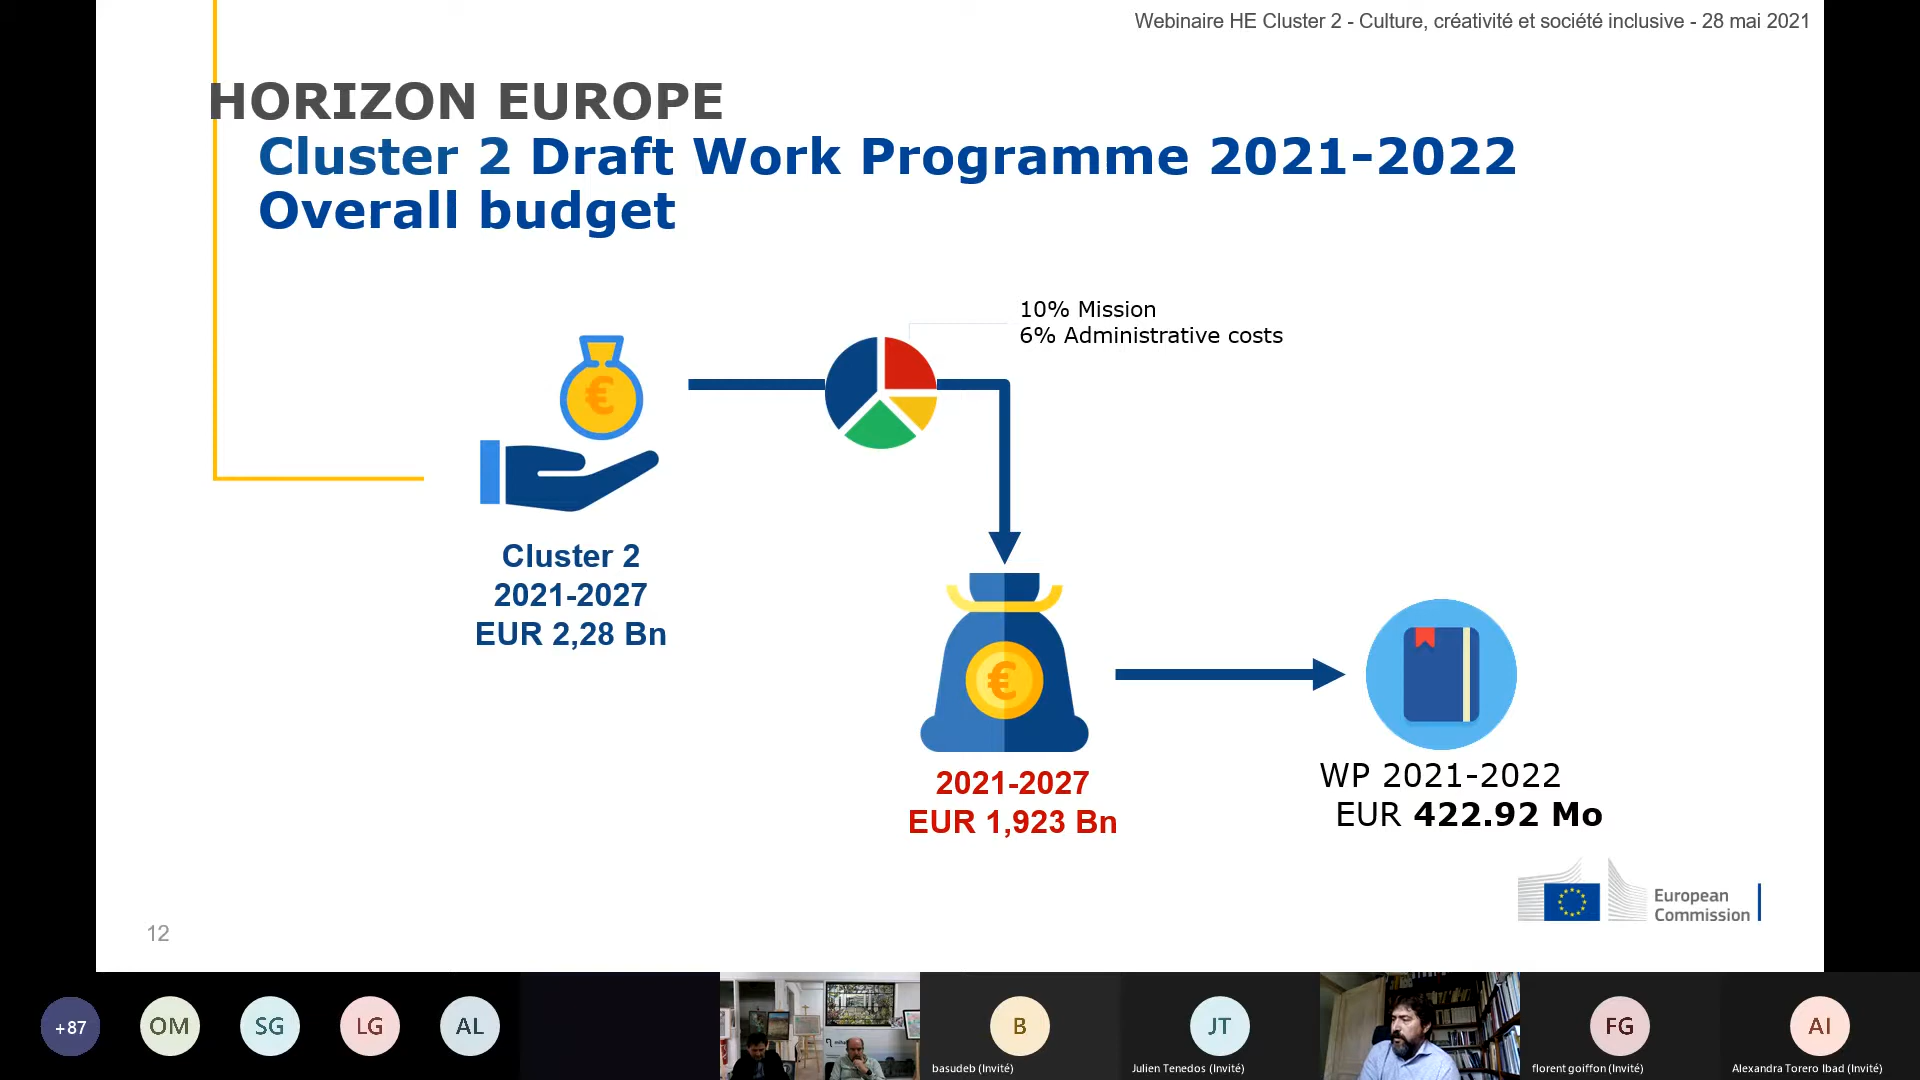 Webinaire HE Cluster 2 - Culture, créativité et société inclusive - 28 mai 2021
HORIZON EUROPE
Cluster 2 Draft Work Programme 2021-2022
Overall budget
10% Mission
6% Administrative costs
€
Cluster 2
2021-2027
EUR 2,28 Bn
€
2021-2027
EUR 1,923 Bn
WP 2021-2022
EUR 422.92 Mo
European
Commission
12
+87
OM
SG
LG
AL
B
basudeb (Invité)
JT
Julien Tenedos (Invité)
FG
florent goiffon (Invité)
AI
Alexandra Torero Ibad (Invité)